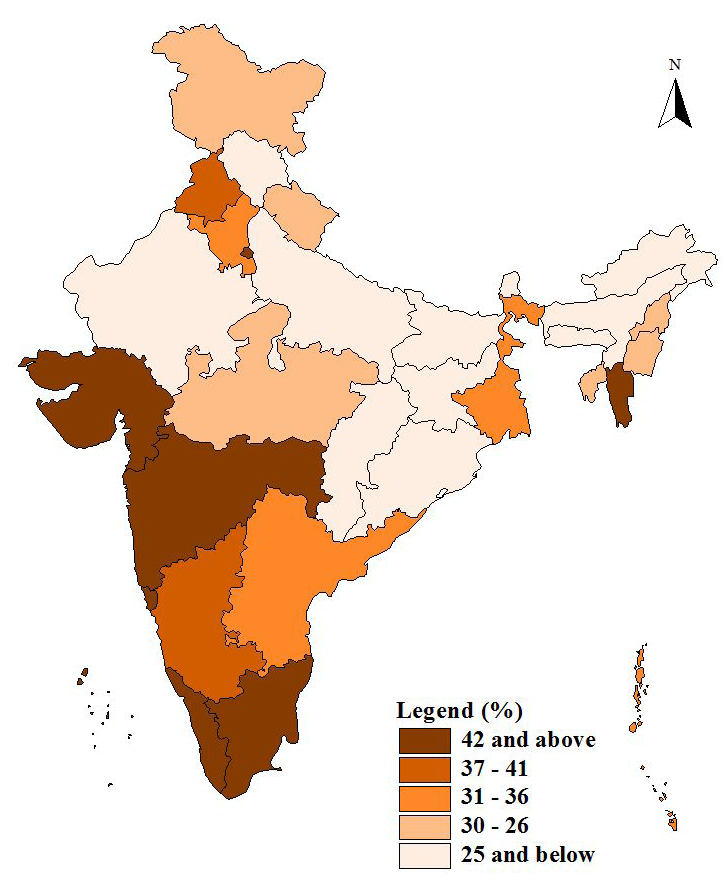 N
Legend (%)
42 and above
37 - 41
31 - 36
30 - 26
25 and below